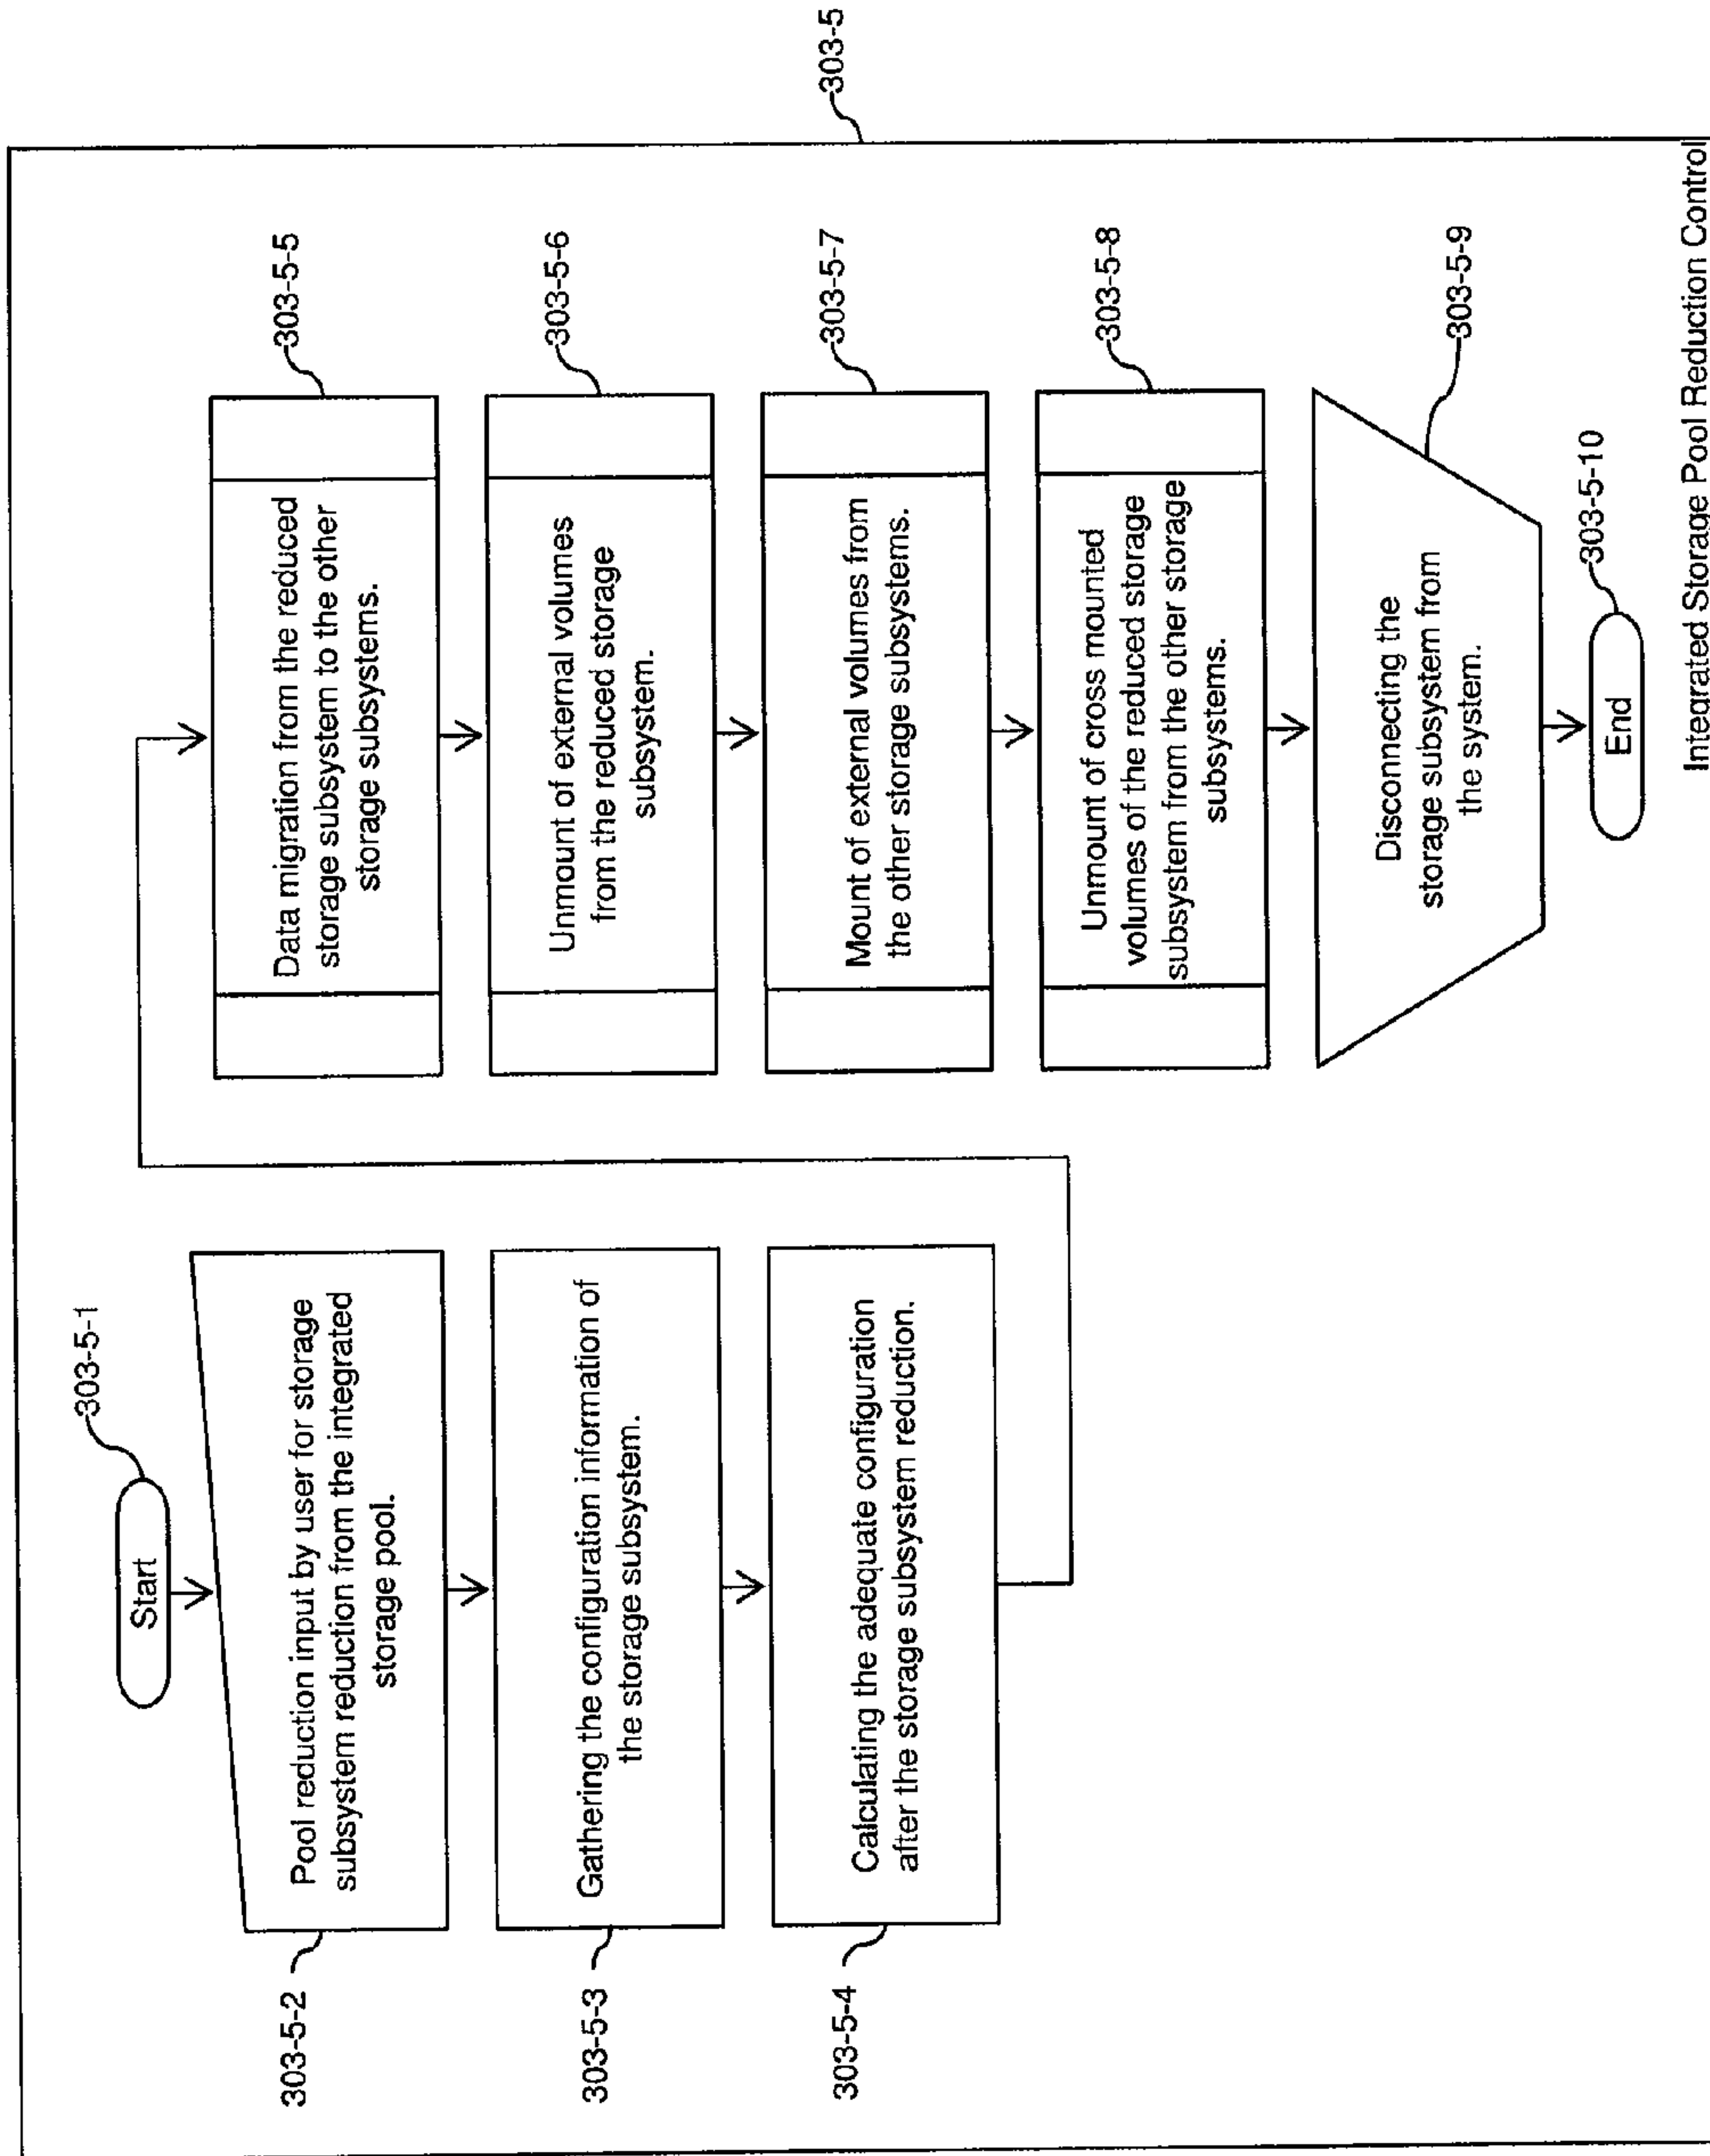 303-5-1
Start
303-5-2
Pool reduction input by user for storage
subsystem reduction from the integrated
storage pool.
303-5-3
Gathering the configuration information of
the storage subsystem.
303-5-4
Calculating the adequate configuration
after the storage subsystem reduction.
303-5-5
Data migration from the reduced
storage subsystem to the other
storage subsystems.
303-5-6
Unmount of external volumes
from the reduced storage
subsystem.
303-5-7
Mount of external volumes from
the other storage subsystems.
303-5-8
Unmount of cross mounted
volumes of the reduced storage
subsystem from the other storage
subsystems.
303-5-9
Disconnecting the
storage subsystem from
the system.
303-5-10
End
303-5
Integrated Storage Pool Reduction Control